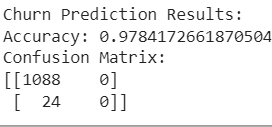 Churn Prediction Results:
Accuracy: 0.9784172661870504
Confusion Matrix:
[[1088    0]
 [  24    0]]